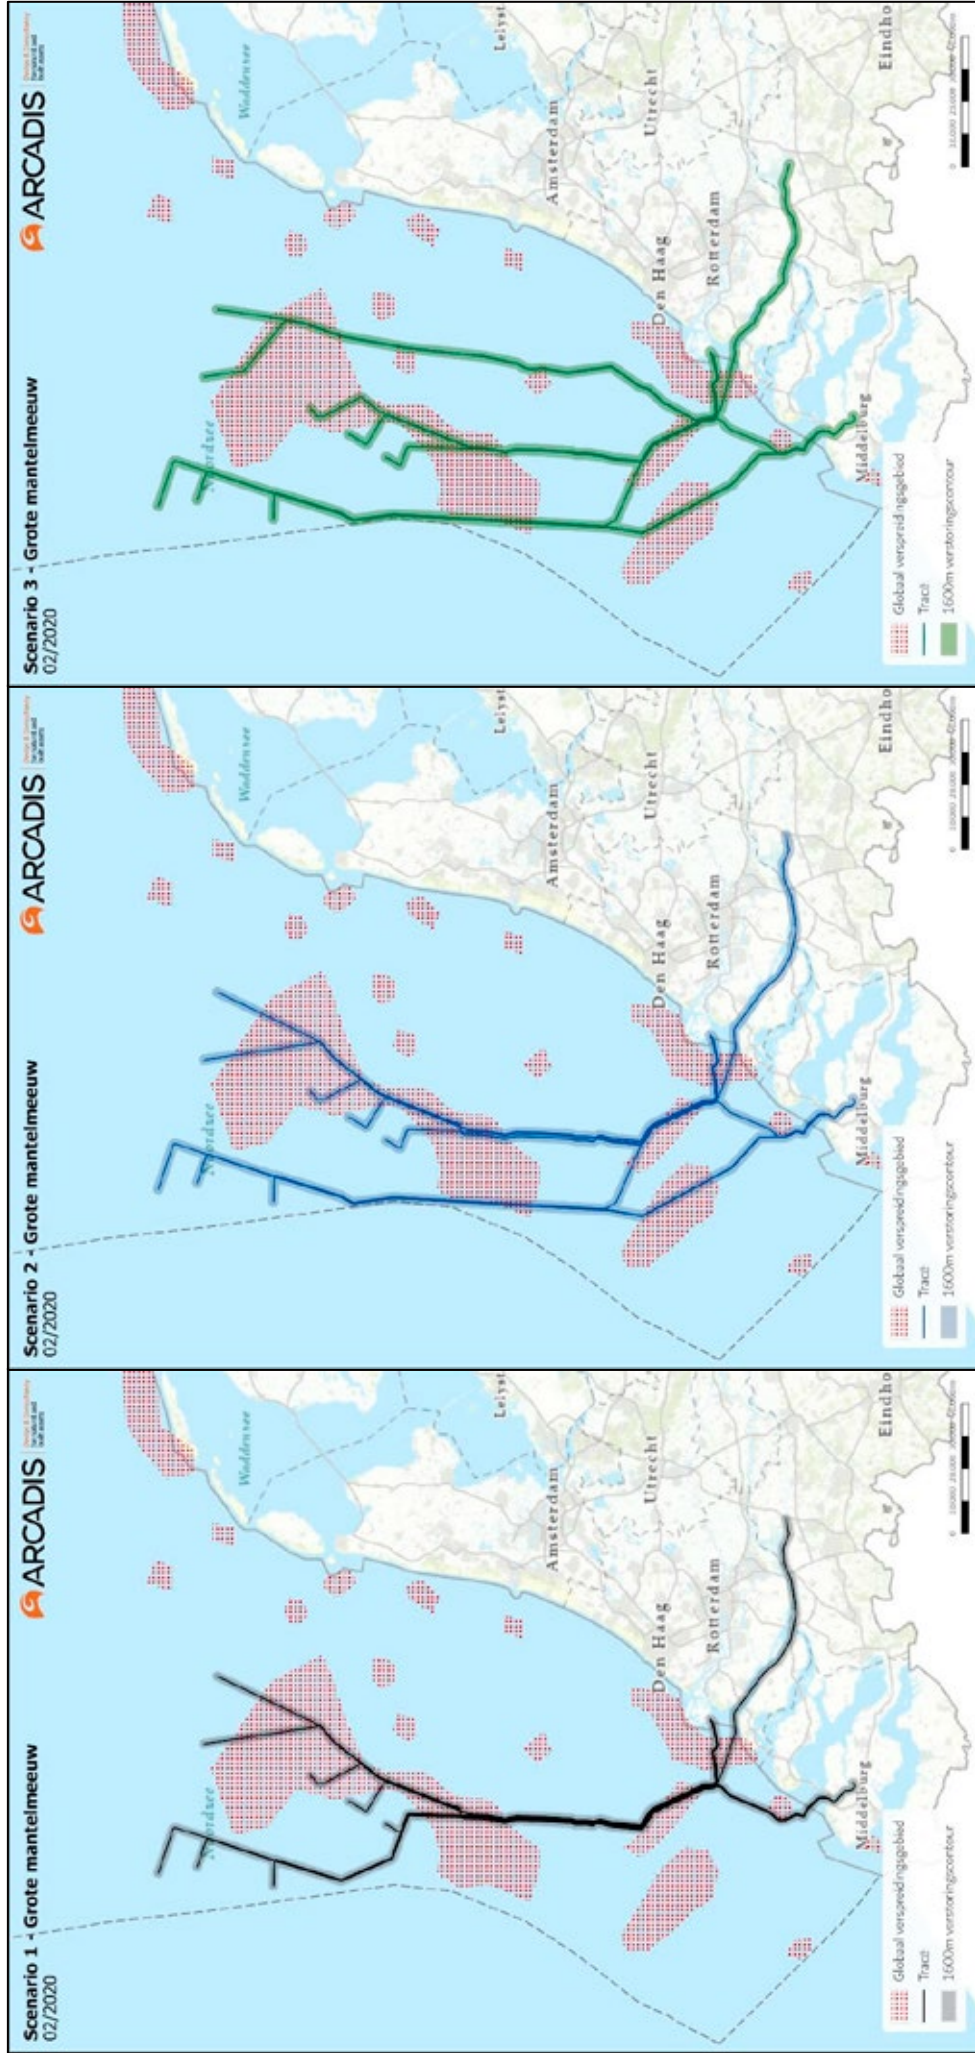 Scenario 1 - Grote mantelmeeuw
02/2020
ARCADIS
Waddenzee
Lelyst
Amsterdam
Utrecht
Den Haag
Rotterdam
Eindho
Middelburg
Globaal verspreidingsgebied
Tracé
1600m verstoringscontour
Scenario 2 - Grote mantelmeeuw
02/2020
ARCADIS
Waddenzee
Lelyst
Amsterdam
Utrecht
Den Haag
Rotterdam
Eindho
Middelburg
Globaal verspreidingsgebied
Tracé
1600m verstoringscontour
Scenario 3 - Grote mantelmeeuw
02/2020
ARCADIS
Waddenzee
Lelyst
Amsterdam
Utrecht
Den Haag
Rotterdam
Eindho
Middelburg
Globaal verspreidingsgebied
Tracé
1600m verstoringscontour